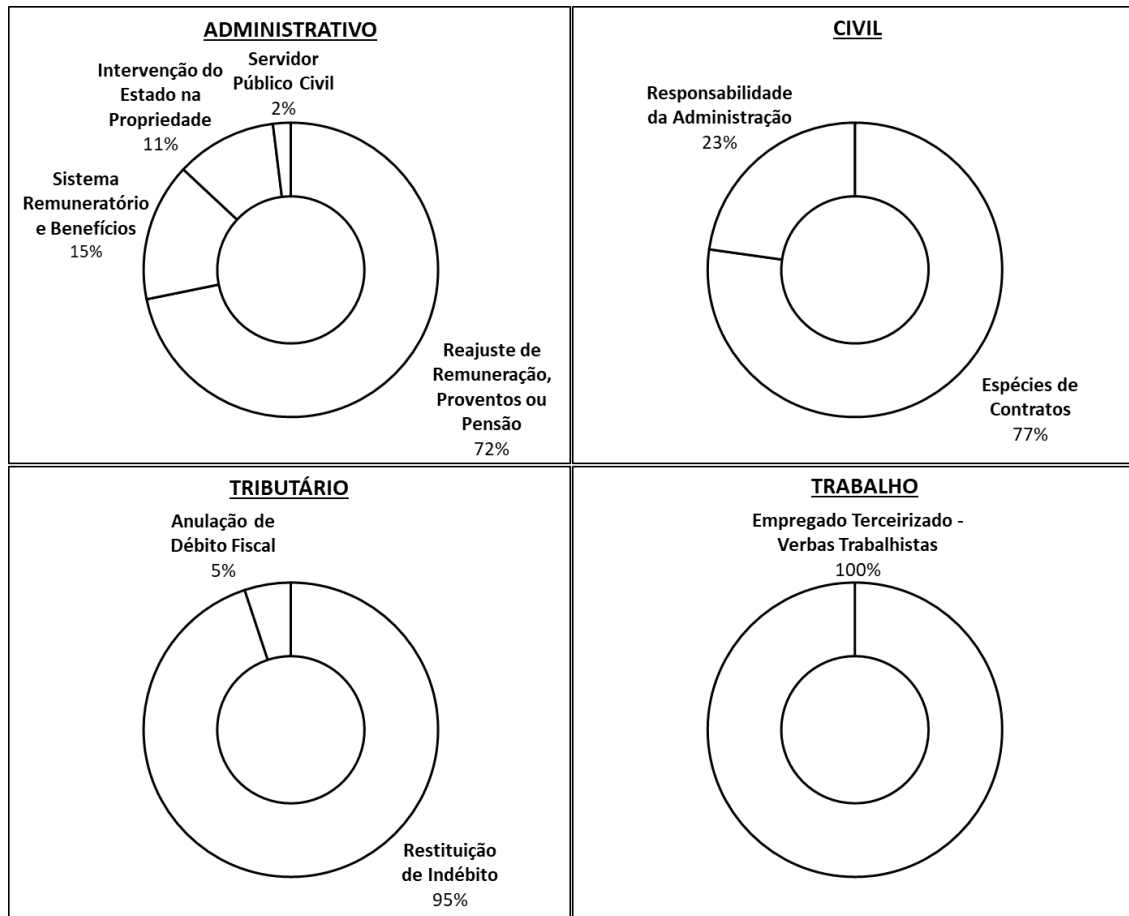 ADMINISTRATIVO
Servidor
Público Civil
2%
Intervenção do
Estado na
Propriedade
11%
Sistema
Remuneratório
e Benefícios
15%
Reajuste de
Remuneração,
Proventos ou
Pensão
72%
CIVIL
Responsabilidade
da Administração
23%
Espécies de
Contratos
77%
TRIBUTÁRIO
Anulação de
Débito Fiscal
5%
Restituição
de Indébito
95%
TRABALHO
Empregado Terceirizado -
Verbas Trabalhistas
100%